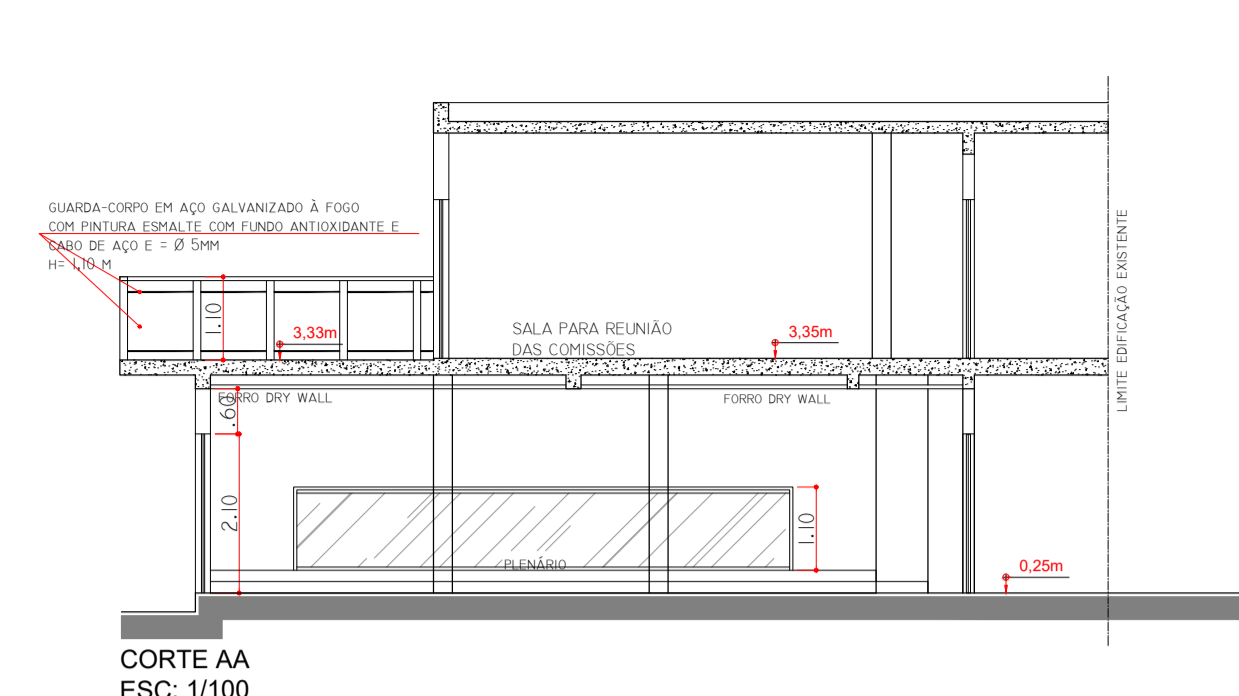 GUARDA-CORPO EM AÇO GALVANIZADO À FOGO
COM PINTURA ESMALTE COM FUNDO ANTIOXIDANTE E
CABO DE AÇO E = Ø 5MM
H= 1,10 M
1.10
3,33m
SALA PARA REUNIÃO
DAS COMISSÕES
3,35m
LIMITE EDIFICAÇÃO EXISTENTE
FORRO DRY WALL
FORRO DRY WALL
.60
2.10
1.10
PLENÁRIO
0,25m
CORTE AA
ESC: 1/100